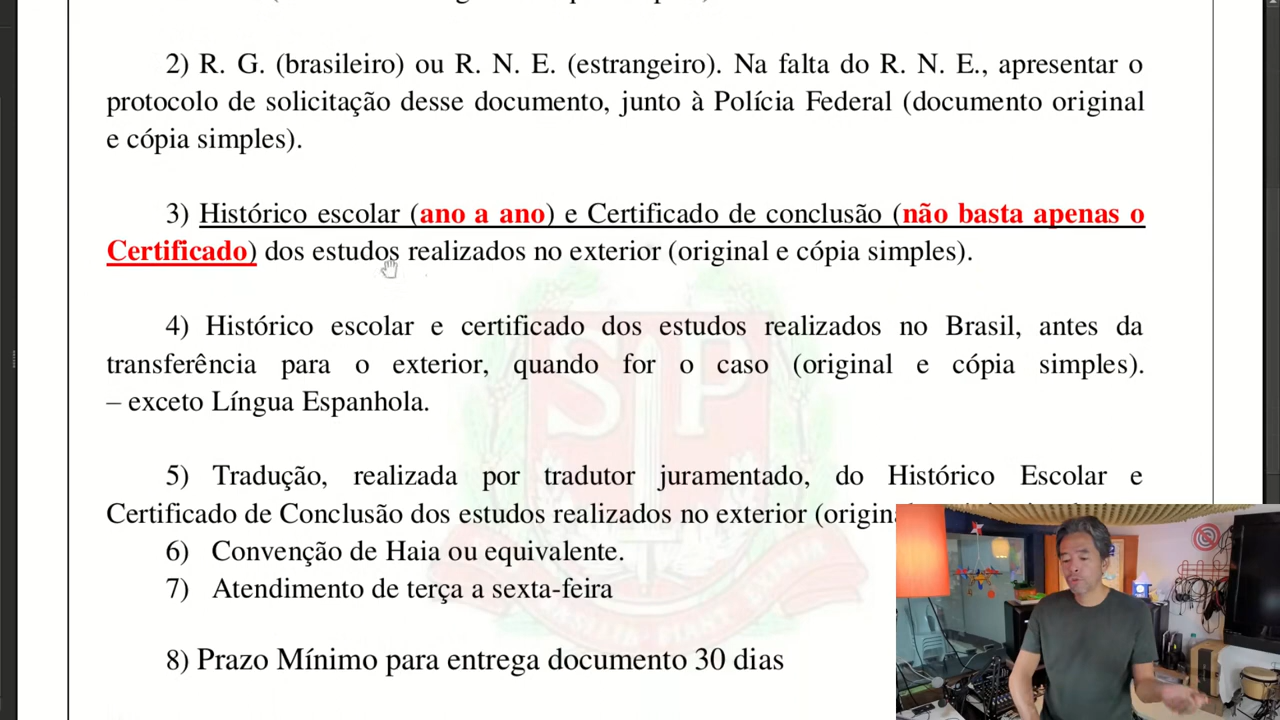 2) R. G. (brasileiro) ou R. N. E. (estrangeiro). Na falta do R. N. E., apresentar o
protocolo de solicitação desse documento, junto à Polícia Federal (documento original
e cópia simples).
3) Histórico escolar (ano a ano) e Certificado de conclusão (não basta apenas o
Certificado) dos estudos realizados no exterior (original e cópia simples).
4) Histórico escolar e certificado dos estudos realizados no Brasil, antes da
transferência para o exterior, quando for o caso (original e cópia simples).
– exceto Língua Espanhola.
5) Tradução, realizada por tradutor juramentado, do Histórico Escolar e
Certificado de Conclusão dos estudos realizados no exterior
6) Convenção de Haia ou equivalente.
7) Atendimento de terça a sexta-feira
8) Prazo Mínimo para entrega documento 30 dias
SP